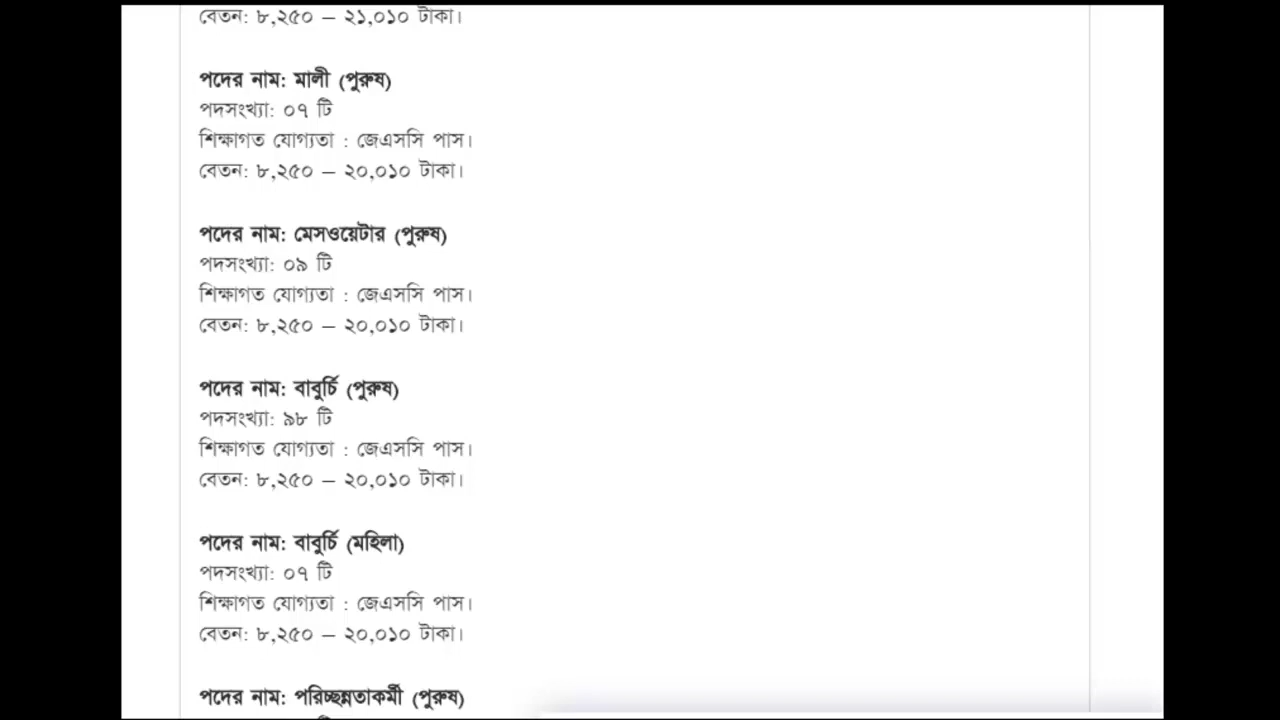 বেতন: ৮,২৫০ – ২১,০১০ টাকা।
পদের নাম: মালী (পুরুষ)
পদসংখ্যা: ০৭ টি
শিক্ষাগত যোগ্যতা : জেএসসি পাস।
বেতন: ৮,২৫০ – ২০,০১০ টাকা।
পদের নাম: মেসওয়েটার (পুরুষ)
পদসংখ্যা: ০৯ টি
শিক্ষাগত যোগ্যতা : জেএসসি পাস।
বেতন: ৮,২৫০ – ২০,০১০ টাকা।
পদের নাম: বাবুর্চি (পুরুষ)
পদসংখ্যা: ৯৮ টি
শিক্ষাগত যোগ্যতা : জেএসসি পাস।
বেতন: ৮,২৫০ – ২০,০১০ টাকা।
পদের নাম: বাবুর্চি (মহিলা)
পদসংখ্যা: ০৭ টি
শিক্ষাগত যোগ্যতা : জেএসসি পাস।
বেতন: ৮,২৫০ – ২০,০১০ টাকা।
পদের নাম: পরিচ্ছন্নতাকর্মী (পুরুষ)